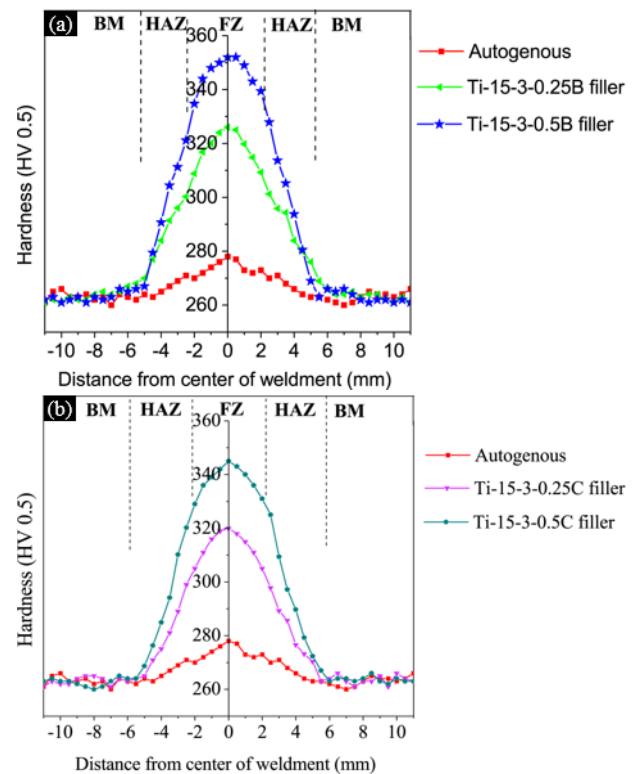 (a)
BM HAZ FZ HAZ BM
360
340
320
300
280
260
Hardness (HV 0.5)
-10 -8 -6 -4 -2 0 2 4 6 8 10
Distance from center of weldment (mm)
Autogenous
Ti-15-3-0.25B filler
Ti-15-3-0.5B filler
(b)
BM HAZ FZ HAZ BM
360
340
320
300
280
260
Hardness (HV 0.5)
-10 -8 -6 -4 -2 0 2 4 6 8 10
Distance from center of weldment (mm)
Autogenous
Ti-15-3-0.25C filler
Ti-15-3-0.5C filler